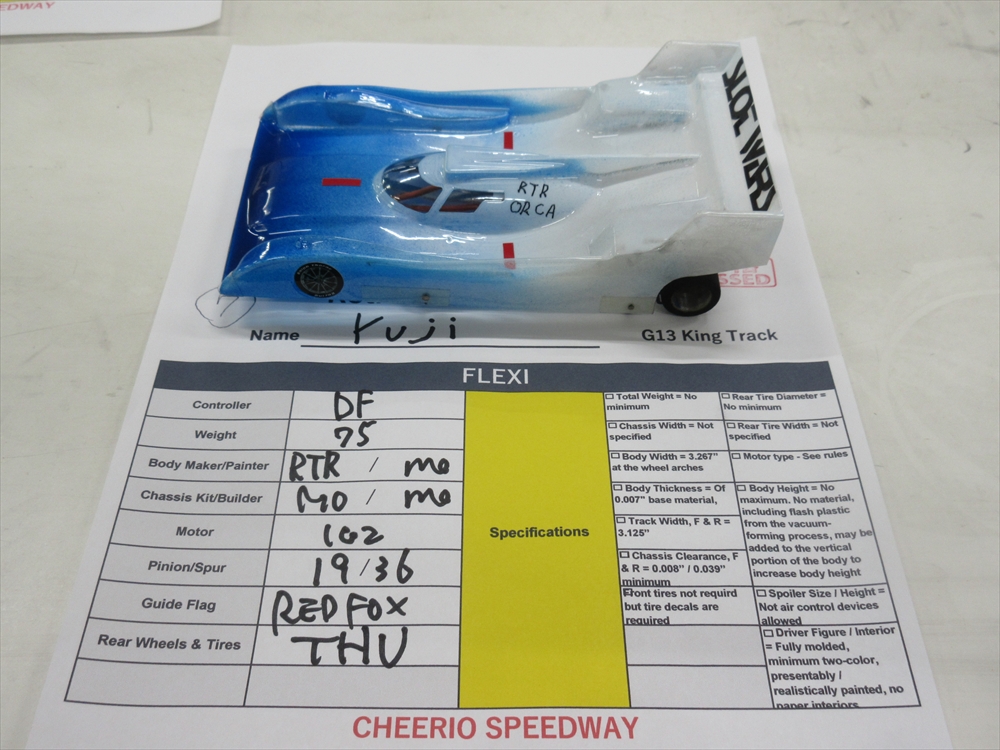 EDWAY
RTR
ORCA
SSED
Name Kuji
G13 King Track
FLEXI
Controller DF
Weight 75
Body Maker/Painter RTR / me
Chassis Kit/Builder MO / me
Motor 162
Pinion/Spur 19/36
Guide Flag REDFOX
Rear Wheels & Tires THU
Specifications
☐ Total Weight = No
minimum
☐ Chassis Width = Not
specified
☐ Body Width = 3.267"
at the wheel arches
☐ Body Thickness = Of
0.007" base material,
☐ Track Width, F & R =
3.125"
☐ Chassis Clearance, F
& R = 0.008" / 0.039"
minimum
Front tires not requird
but tire decals are
required
☐ Rear Tire Diameter =
No minimum
☐ Rear Tire Width = Not
specified
☐ Motor type - See rules
☐ Body Height = No
maximum. No material,
including flash plastic
from the vacuum-
forming process, may be
added to the vertical
portion of the body to
increase body height
☐ Spoiler Size / Height =
Not air control devices
allowed
☐ Driver Figure / Interior
= Fully molded,
minimum two-color,
presentably /
realistically painted, no
paper interiors
CHEERIO SPEEDWAY